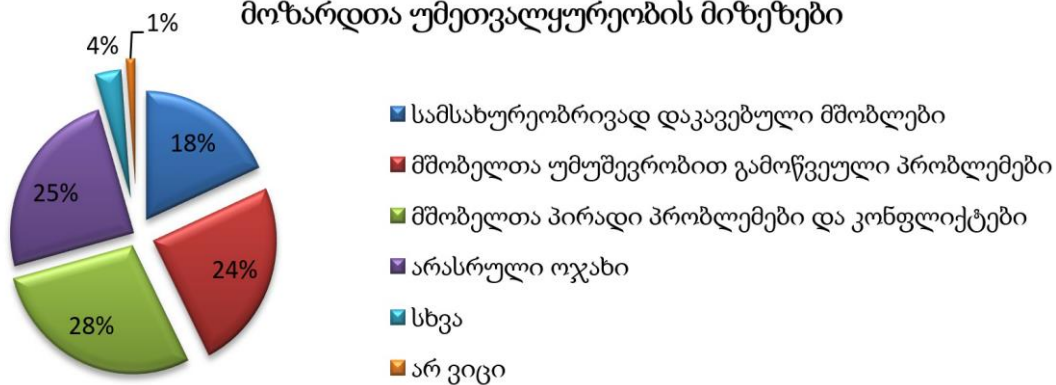 მოზარდთა უმეთვალყურეობის მიზეზები
1%
4%
18%
25%
24%
28%
სამსახურეობრივად დაკავებული მშობლები
მშობელთა უმუშევრობით გამოწვეული პრობლემები
მშობელთა პირადი პრობლემები და კონფლიქტები
არასრული ოჯახი
სხვა
არ ვიცი